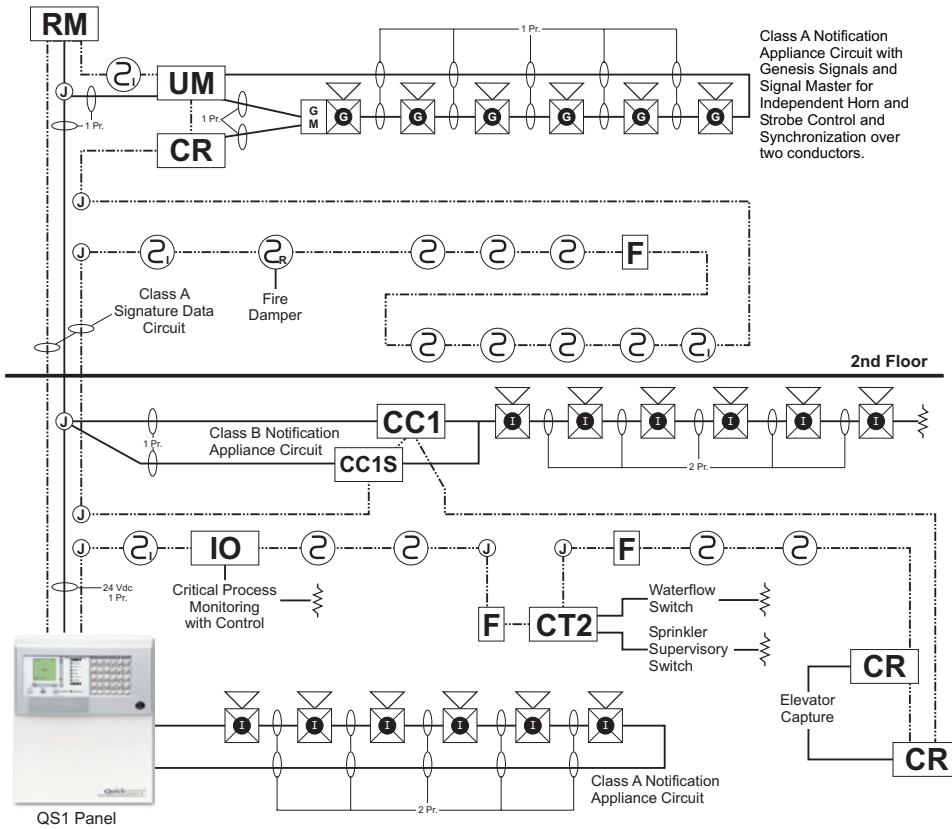 RM
1 Pr.
Class A Notification
Appliance Circuit with
Genesis Signals and
Signal Master for
Independent Horn and
Strobe Control and
Synchronization over
two conductors.
I
UM
J
1 Pr.
1 Pr.
G
M
G
G
G
G
G
G
CR
J
J
I
R
F
Class A
Signature Data
Circuit
Fire
Damper
I
2nd Floor
J
CC1
I
I
I
I
I
I
1 Pr.
Class B Notification
Appliance Circuit
CC1S
2 Pr.
J
J
I
IO
J
J
F
24 Vdc
1 Pr.
Critical Process
Monitoring
with Control
F
CT2
Waterflow
Switch
Sprinkler
Supervisory
Switch
CR
Elevator
Capture
CR
I
I
I
I
I
I
Class A Notification
Appliance Circuit
2 Pr.
Quick
QS1 Panel